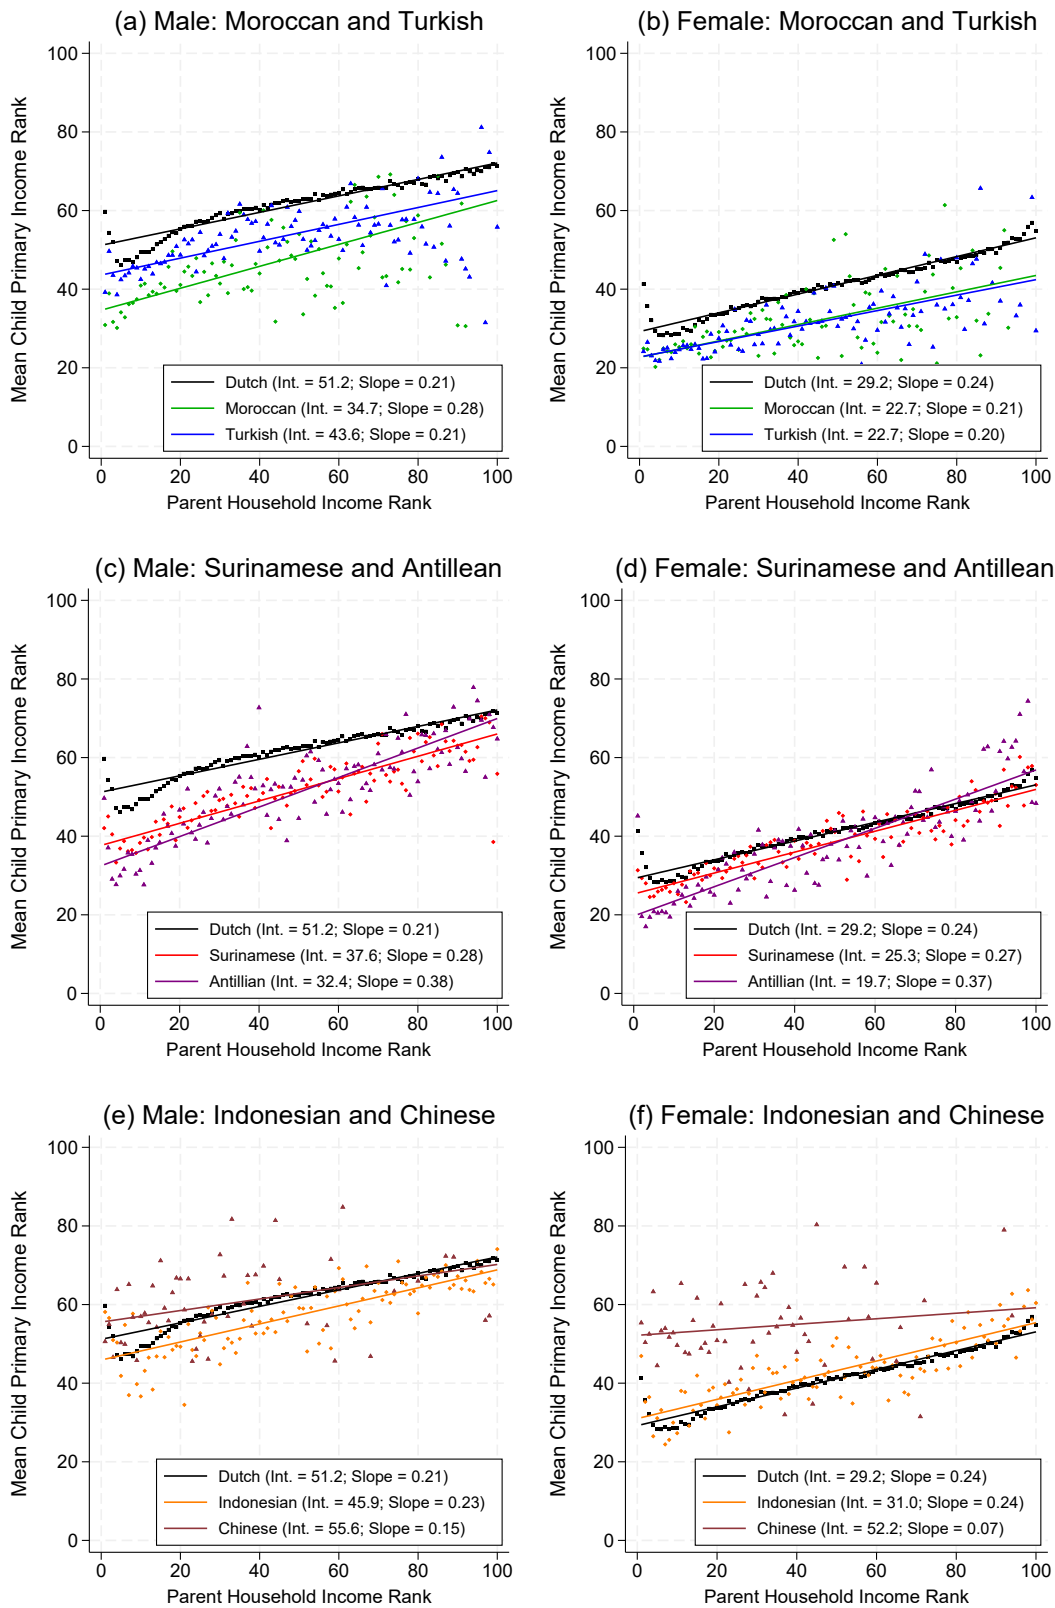 (a) Male: Moroccan and Turkish
Mean Child Primary Income Rank
100
80
60
40
20
0
Dutch (Int. = 51.2; Slope = 0.21)
Moroccan (Int. = 34.7; Slope = 0.28)
Turkish (Int. = 43.6; Slope = 0.21)
0 20 40 60 80 100
Parent Household Income Rank
(b) Female: Moroccan and Turkish
Mean Child Primary Income Rank
100
80
60
40
20
0
Dutch (Int. = 29.2; Slope = 0.24)
Moroccan (Int. = 22.7; Slope = 0.21)
Turkish (Int. = 22.7; Slope = 0.20)
0 20 40 60 80 100
Parent Household Income Rank
(c) Male: Surinamese and Antillean
Mean Child Primary Income Rank
100
80
60
40
20
0
Dutch (Int. = 51.2; Slope = 0.21)
Surinamese (Int. = 37.6; Slope = 0.28)
Antillian (Int. = 32.4; Slope = 0.38)
0 20 40 60 80 100
Parent Household Income Rank
(d) Female: Surinamese and Antillean
Mean Child Primary Income Rank
100
80
60
40
20
0
Dutch (Int. = 29.2; Slope = 0.24)
Surinamese (Int. = 25.3; Slope = 0.27)
Antillian (Int. = 19.7; Slope = 0.37)
0 20 40 60 80 100
Parent Household Income Rank
(e) Male: Indonesian and Chinese
Mean Child Primary Income Rank
100
80
60
40
20
0
Dutch (Int. = 51.2; Slope = 0.21)
Indonesian (Int. = 45.9; Slope = 0.23)
Chinese (Int. = 55.6; Slope = 0.15)
0 20 40 60 80 100
Parent Household Income Rank
(f) Female: Indonesian and Chinese
Mean Child Primary Income Rank
100
80
60
40
20
0
Dutch (Int. = 29.2; Slope = 0.24)
Indonesian (Int. = 31.0; Slope = 0.24)
Chinese (Int. = 52.2; Slope = 0.07)
0 20 40 60 80 100
Parent Household Income Rank